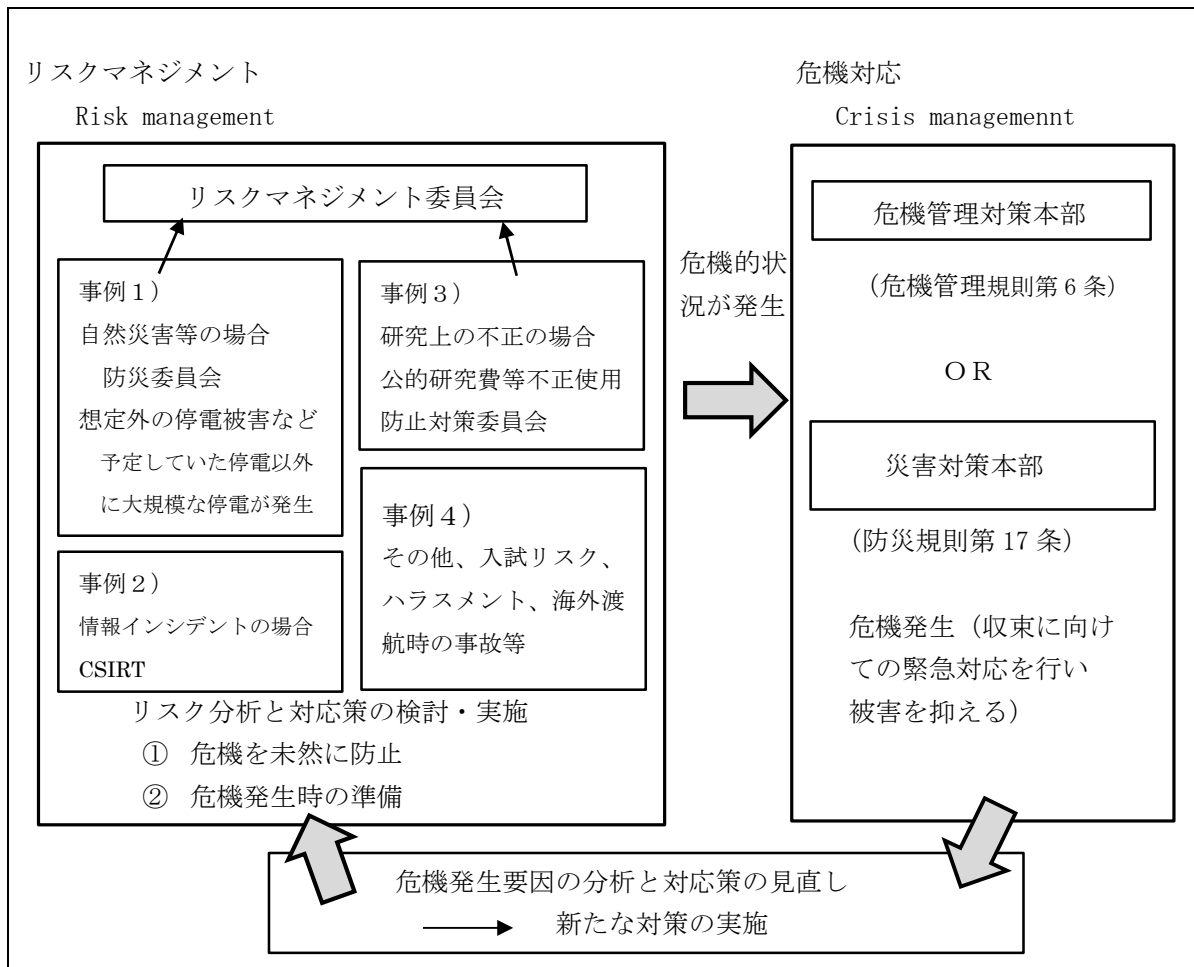 リスクマネジメント
Risk management
リスクマネジメント委員会
事例１）
自然災害等の場合
防災委員会
想定外の停電被害など
予定していた停電以外
に大規模な停電が発生
事例２）
情報インシデントの場合
CSIRT
事例３）
研究上の不正の場合
公的研究費等不正使用
防止対策委員会
事例４）
その他、入試リスク、
ハラスメント、海外渡
航時の事故等
リスク分析と対応策の検討・実施
① 危機を未然に防止
② 危機発生時の準備
危機的状
況が発生
危機対応
Crisis managemennt
危機管理対策本部
（危機管理規則第 6 条）
ＯＲ
災害対策本部
（防災規則第 17 条）
危機発生（収束に向け
ての緊急対応を行い
被害を抑える）
危機発生要因の分析と対応策の見直し
新たな対策の実施